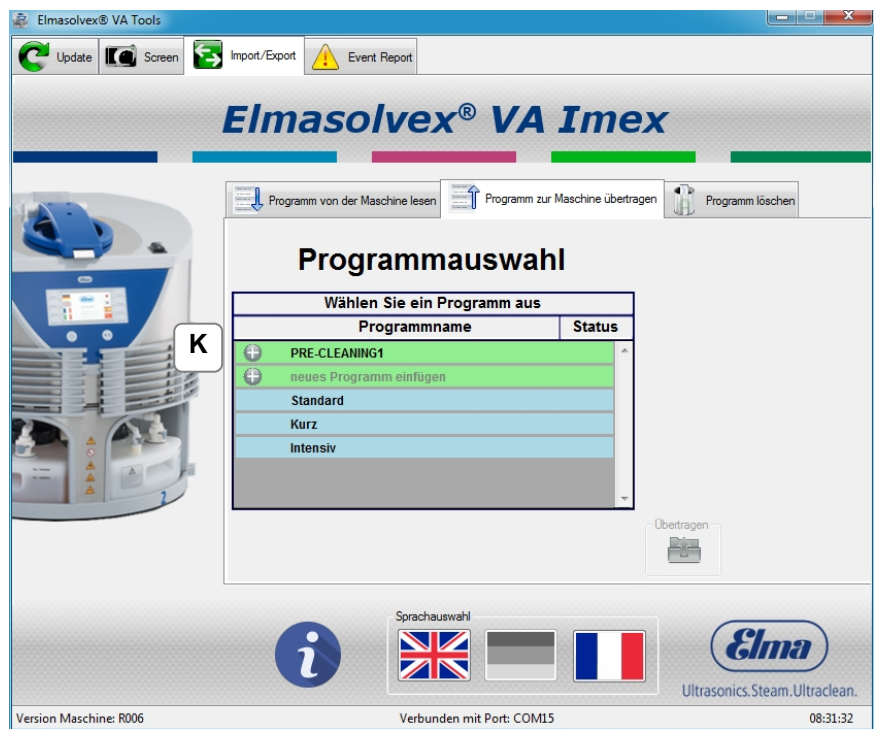 Elmasolvex® VA Tools
Update Screen Import/Export Event Report
Elmasolvex® VA Imex
Programm von der Maschine lesen Programm zur Maschine übertragen Programm löschen
Programmauswahl
Wählen Sie ein Programm aus
Programmname Status
K
PRE-CLEANING1
neues Programm einfügen
Standard
Kurz
Intensiv
2
Übertragen
Sprachauswahl
i
Elma
Ultrasonics.Steam.Ultraclean.
Version Maschine: R006 Verbunden mit Port: COM15 08:31:32